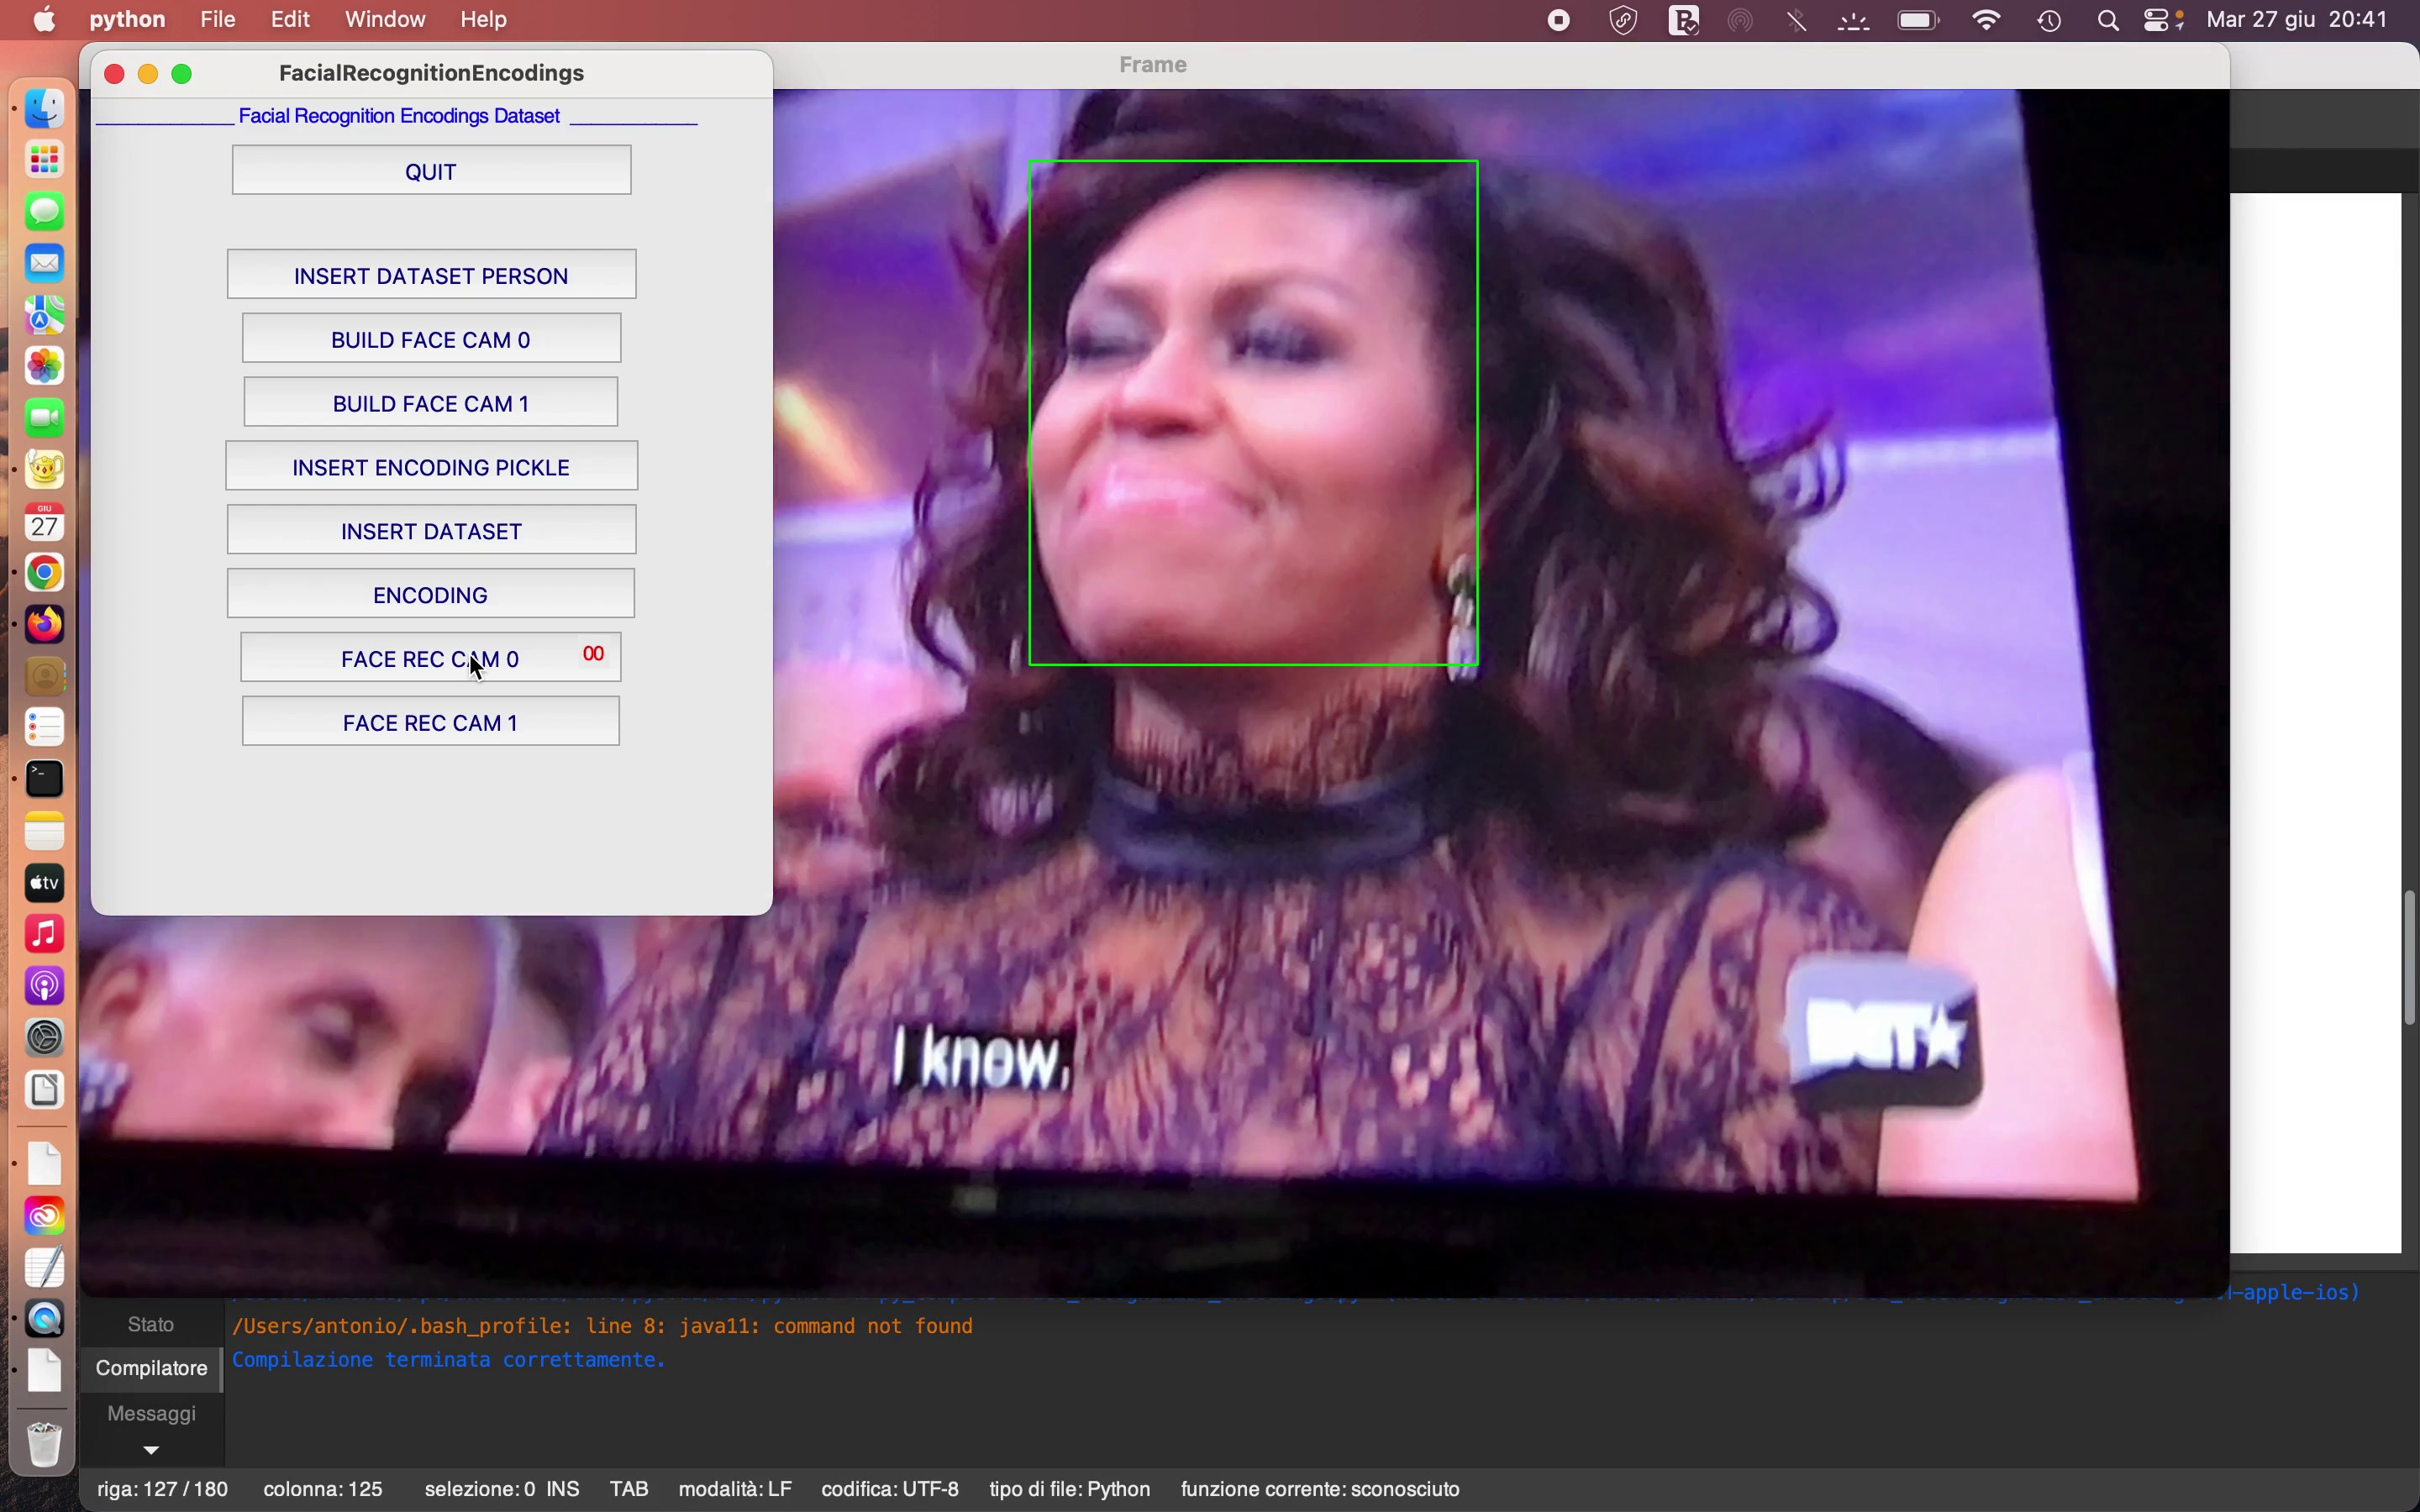 python File Edit Window Help Mar 27 giu 20:41
FacialRecognitionEncodings
Frame
Facial Recognition Encodings Dataset
QUIT
INSERT DATASET PERSON
BUILD FACE CAM 0
BUILD FACE CAM 1
INSERT ENCODING PICKLE
INSERT DATASET
ENCODING
FACE REC CAM 0 00
FACE REC CAM 1
GIU
27
tv
I know,
BET★
-apple-ios)
Stato
/Users/antonio/.bash_profile: line 8: java11: command not found
Compilatore
Compilazione terminata correttamente.
Messaggi
riga: 127 / 180 colonna: 125 selezione: 0 INS TAB modalità: LF codifica: UTF-8 tipo di file: Python funzione corrente: sconosciuto